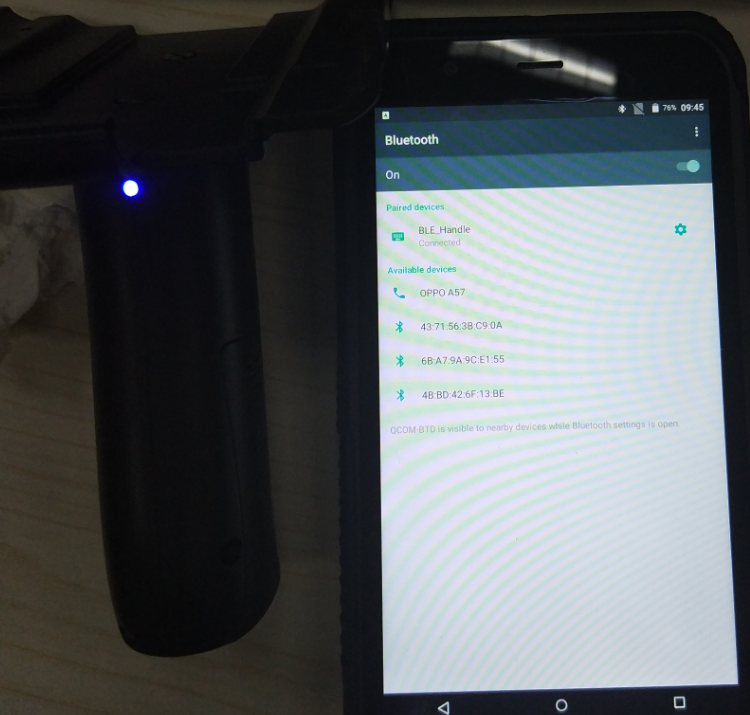 76% 09:45
Bluetooth
On
Paired devices
BLE_Handle
Connected
Available devices
OPPO A57
43:71:56:3B:C9:0A
6B:A7:9A:9C:E1:55
4B:BD:42:6F:13:BE
QCOM-BTD is visible to nearby devices while Bluetooth settings is open.